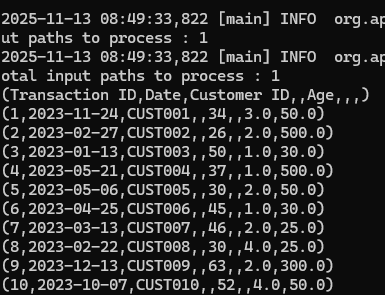 2025-11-13 08:49:33,822 [main] INFO  org.ap
ut paths to process : 1
2025-11-13 08:49:33,822 [main] INFO  org.ap
otal input paths to process : 1
(Transaction ID,Date,Customer ID,,Age,,,)
(1,2023-11-24,CUST001,,34,,3.0,50.0)
(2,2023-02-27,CUST002,,26,,2.0,500.0)
(3,2023-01-13,CUST003,,50,,1.0,30.0)
(4,2023-05-21,CUST004,,37,,1.0,500.0)
(5,2023-05-06,CUST005,,30,,2.0,50.0)
(6,2023-04-25,CUST006,,45,,1.0,30.0)
(7,2023-03-13,CUST007,,46,,2.0,25.0)
(8,2023-02-22,CUST008,,30,,4.0,25.0)
(9,2023-12-13,CUST009,,63,,2.0,300.0)
(10,2023-10-07,CUST010,,52,,4.0,50.0)